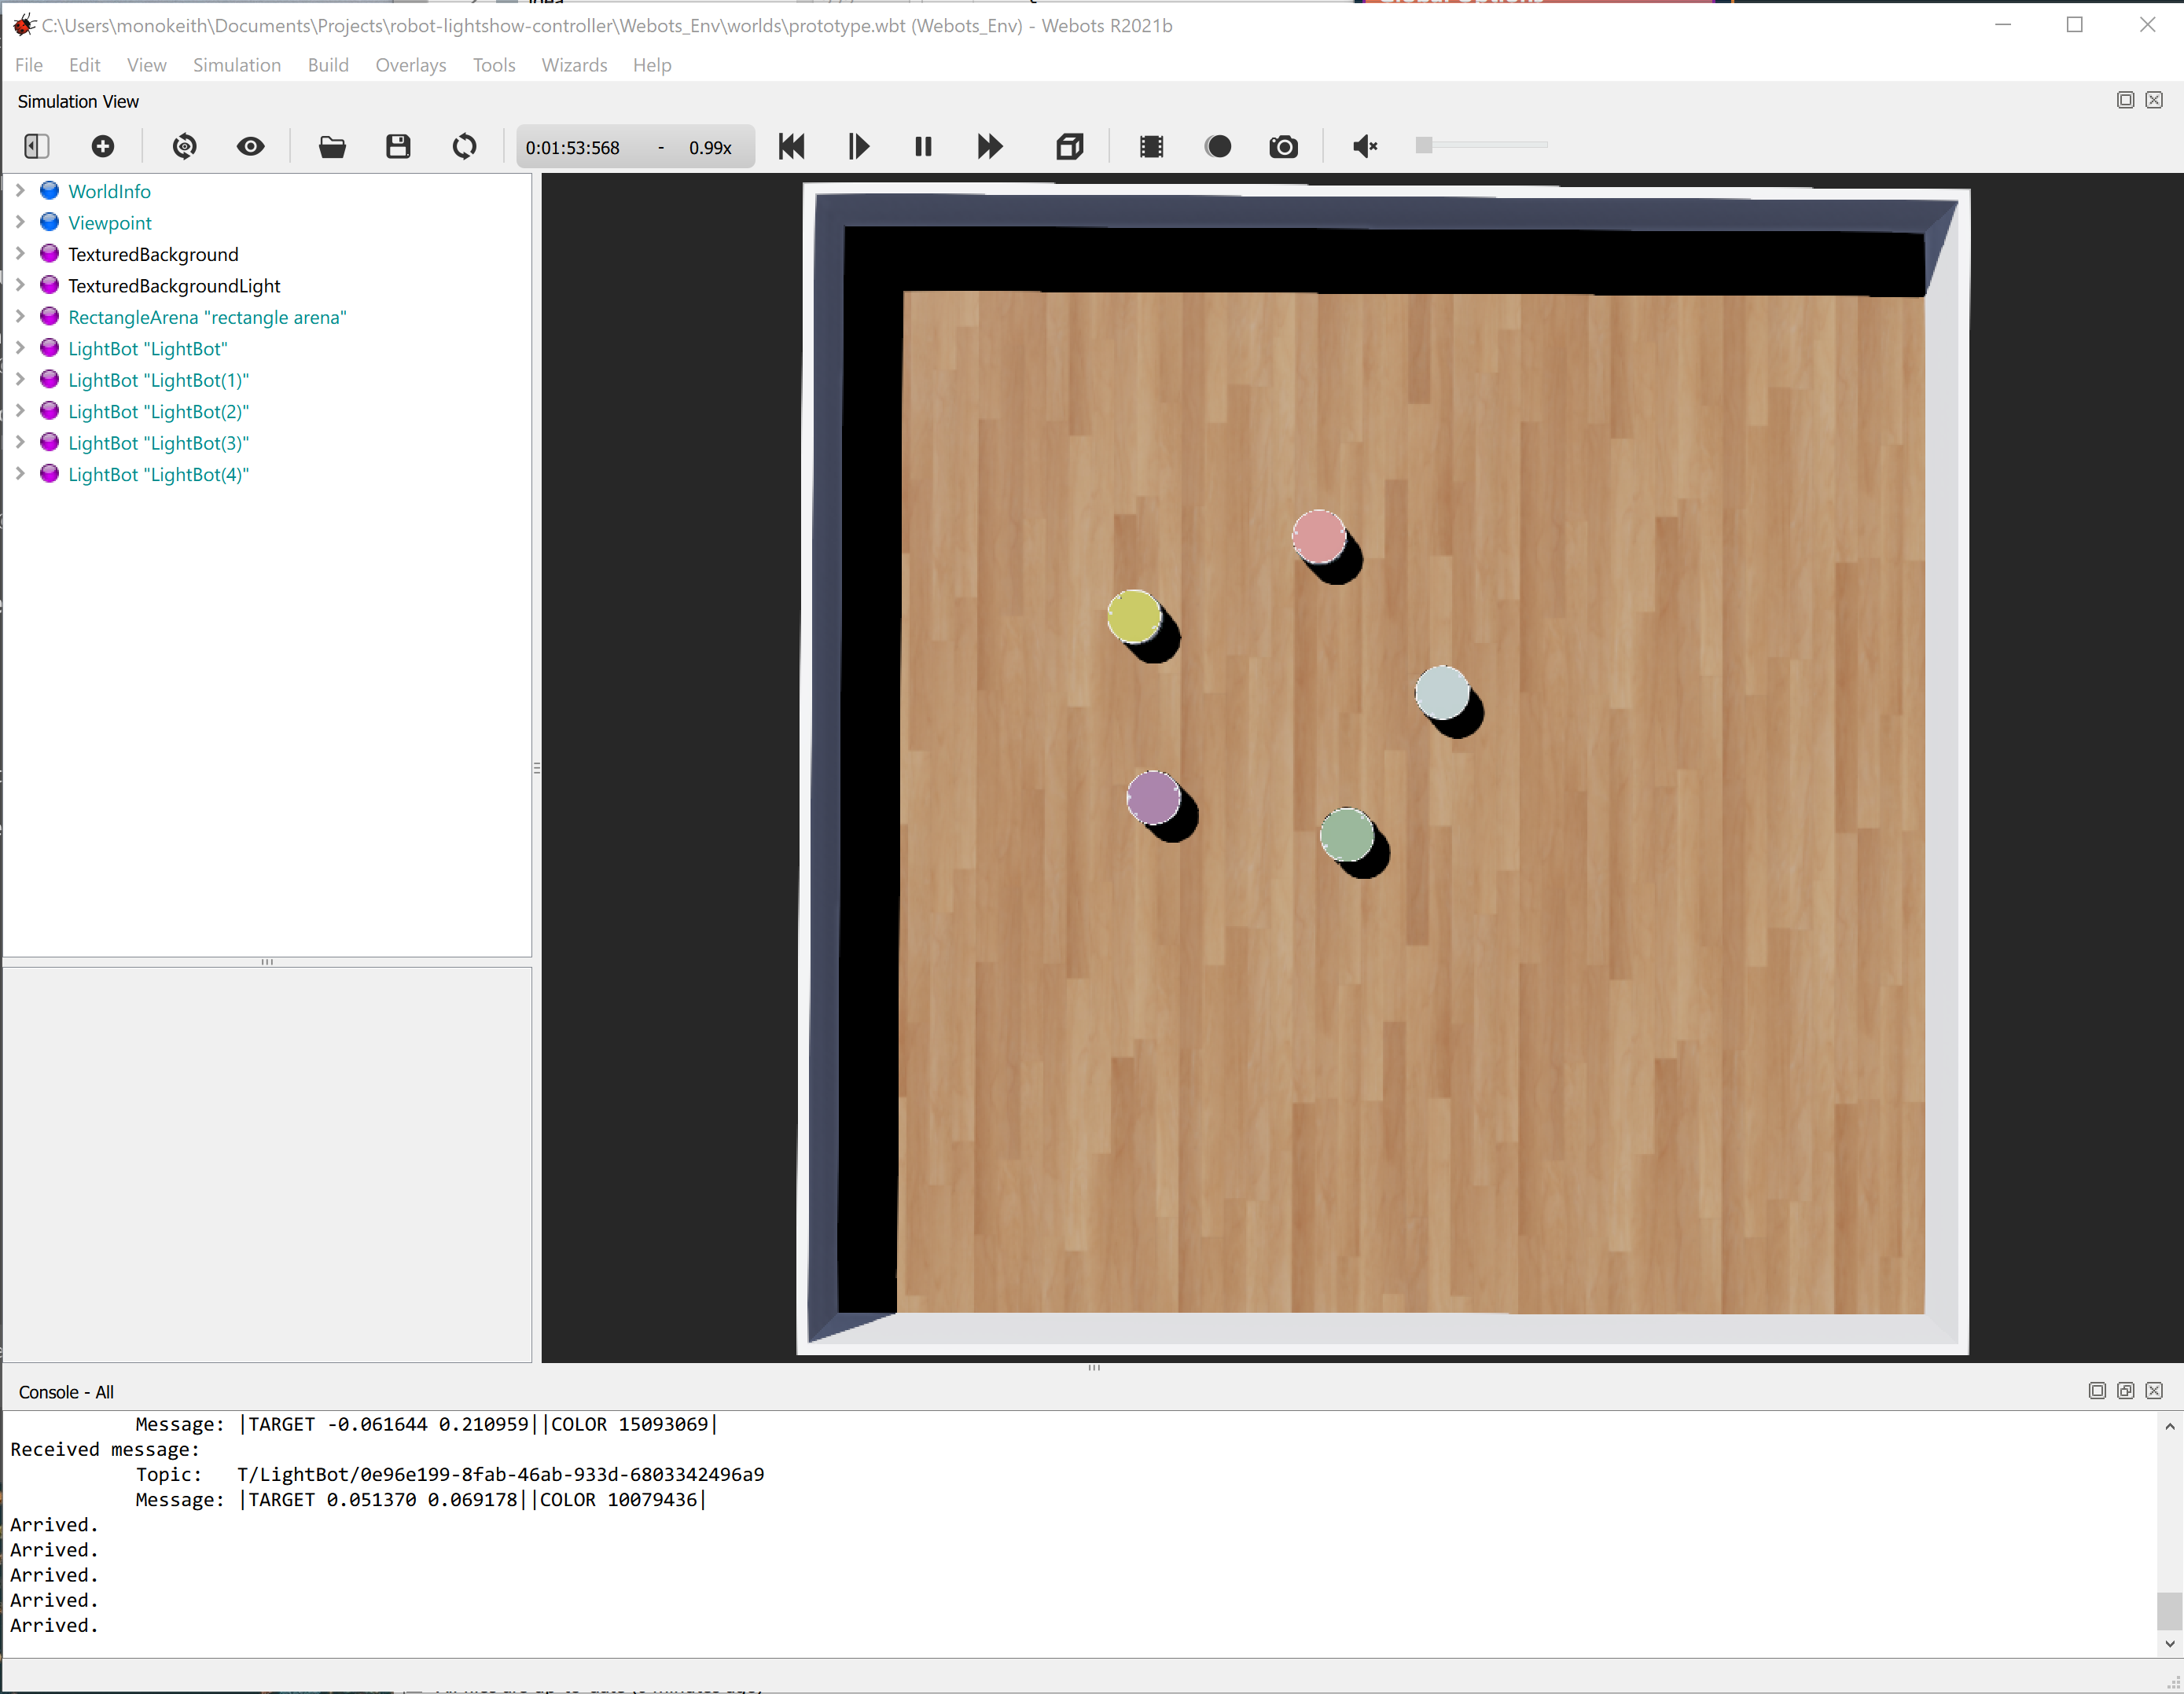 C:\Users\monokeith\Documents\Projects\robot-lightshow-controller\Webots_Env\worlds\prototype.wbt (Webots_Env) - Webots R2021b
File Edit View Simulation Build Overlays Tools Wizards Help
Simulation View
0:01:53:568 - 0.99x
WorldInfo
Viewpoint
TexturedBackground
TexturedBackgroundLight
RectangleArena "rectangle arena"
LightBot "LightBot"
LightBot "LightBot(1)"
LightBot "LightBot(2)"
LightBot "LightBot(3)"
LightBot "LightBot(4)"
Console - All
Message: |TARGET -0.061644 0.210959||COLOR 15093069|
Received message:
Topic: T/LightBot/0e96e199-8fab-46ab-933d-6803342496a9
Message: |TARGET 0.051370 0.069178||COLOR 10079436|
Arrived.
Arrived.
Arrived.
Arrived.
Arrived.